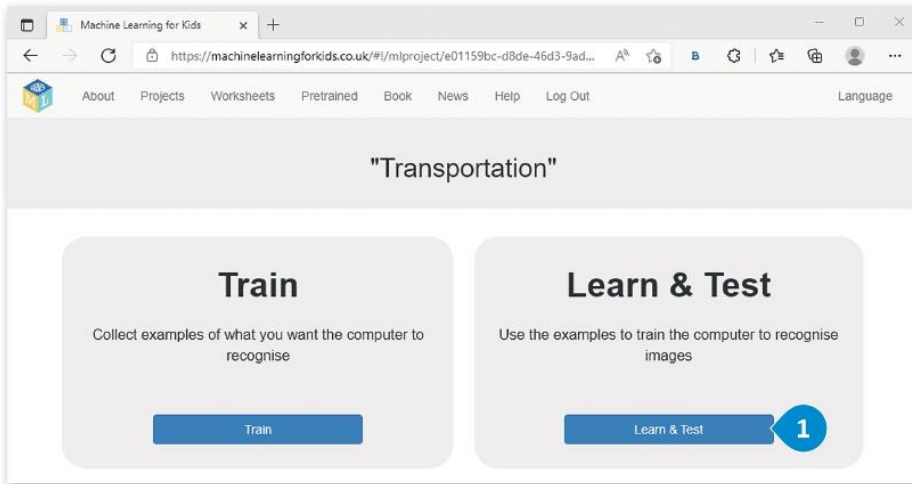 Machine Learning for Kids
https://machinelearningforkids.co.uk/#!/mlproject/e01159bc-d8de-46d3-9ad...
B
ML
About Projects Worksheets Pretrained Book News Help Log Out Language
"Transportation"
Train
Collect examples of what you want the computer to
recognise
Train
Learn & Test
Use the examples to train the computer to recognise
images
Learn & Test
1